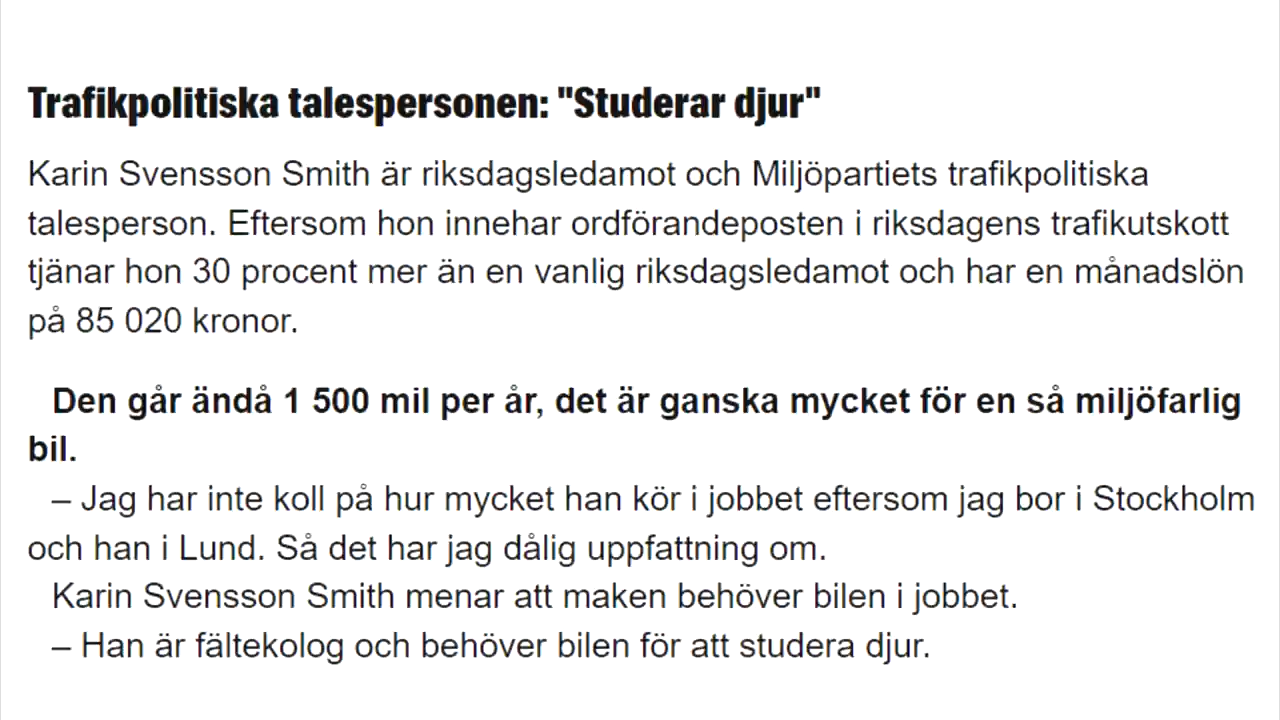 Trafikpolitiska talespersonen: "Studerar djur"
Karin Svensson Smith är riksdagsledamot och Miljöpartiets trafikpolitiska
talesperson. Eftersom hon innehar ordförandeposten i riksdagens trafikutskott
tjänar hon 30 procent mer än en vanlig riksdagsledamot och har en månadslön
på 85 020 kronor.
Den går ändå 1 500 mil per år, det är ganska mycket för en så miljöfarlig
bil.
– Jag har inte koll på hur mycket han kör i jobbet eftersom jag bor i Stockholm
och han i Lund. Så det har jag dålig uppfattning om.
Karin Svensson Smith menar att maken behöver bilen i jobbet.
– Han är fältekolog och behöver bilen för att studera djur.